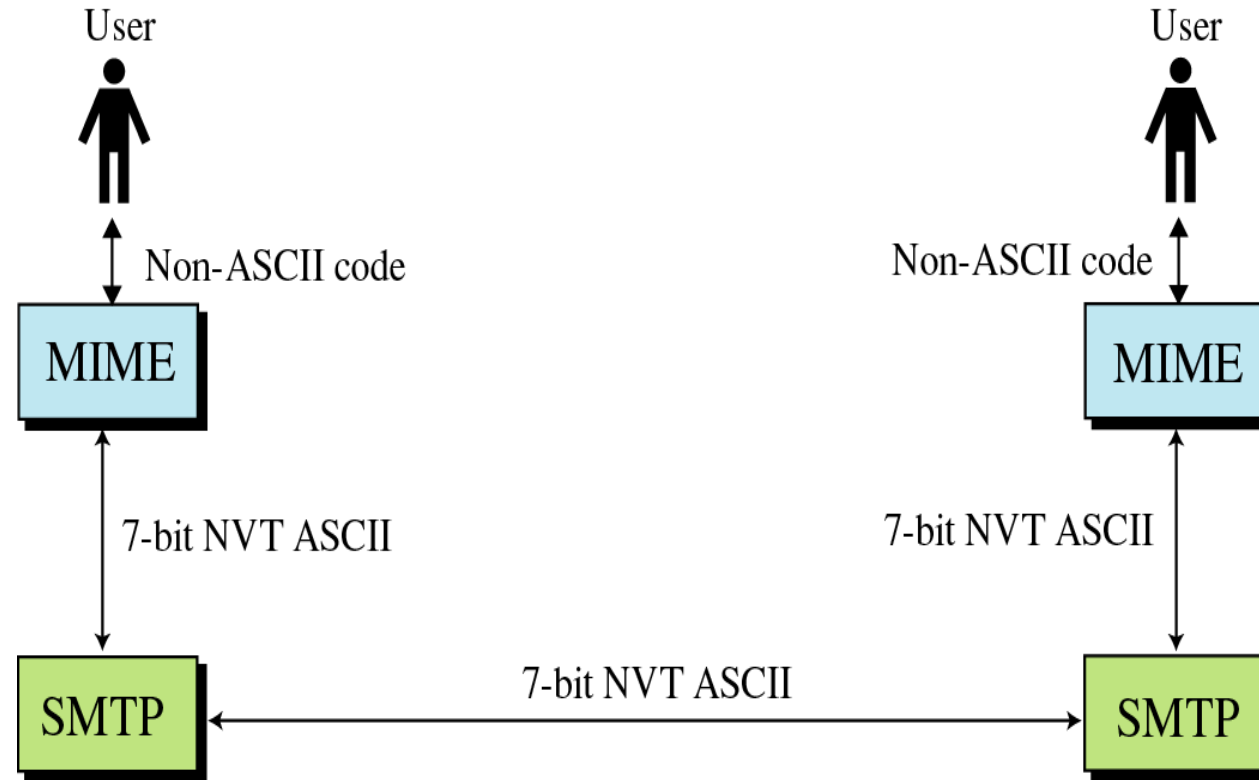 User
User
Non-ASCII code
Non-ASCII code
MIME
MIME
7-bit NVT ASCII
7-bit NVT ASCII
7-bit NVT ASCII
SMTP
SMTP